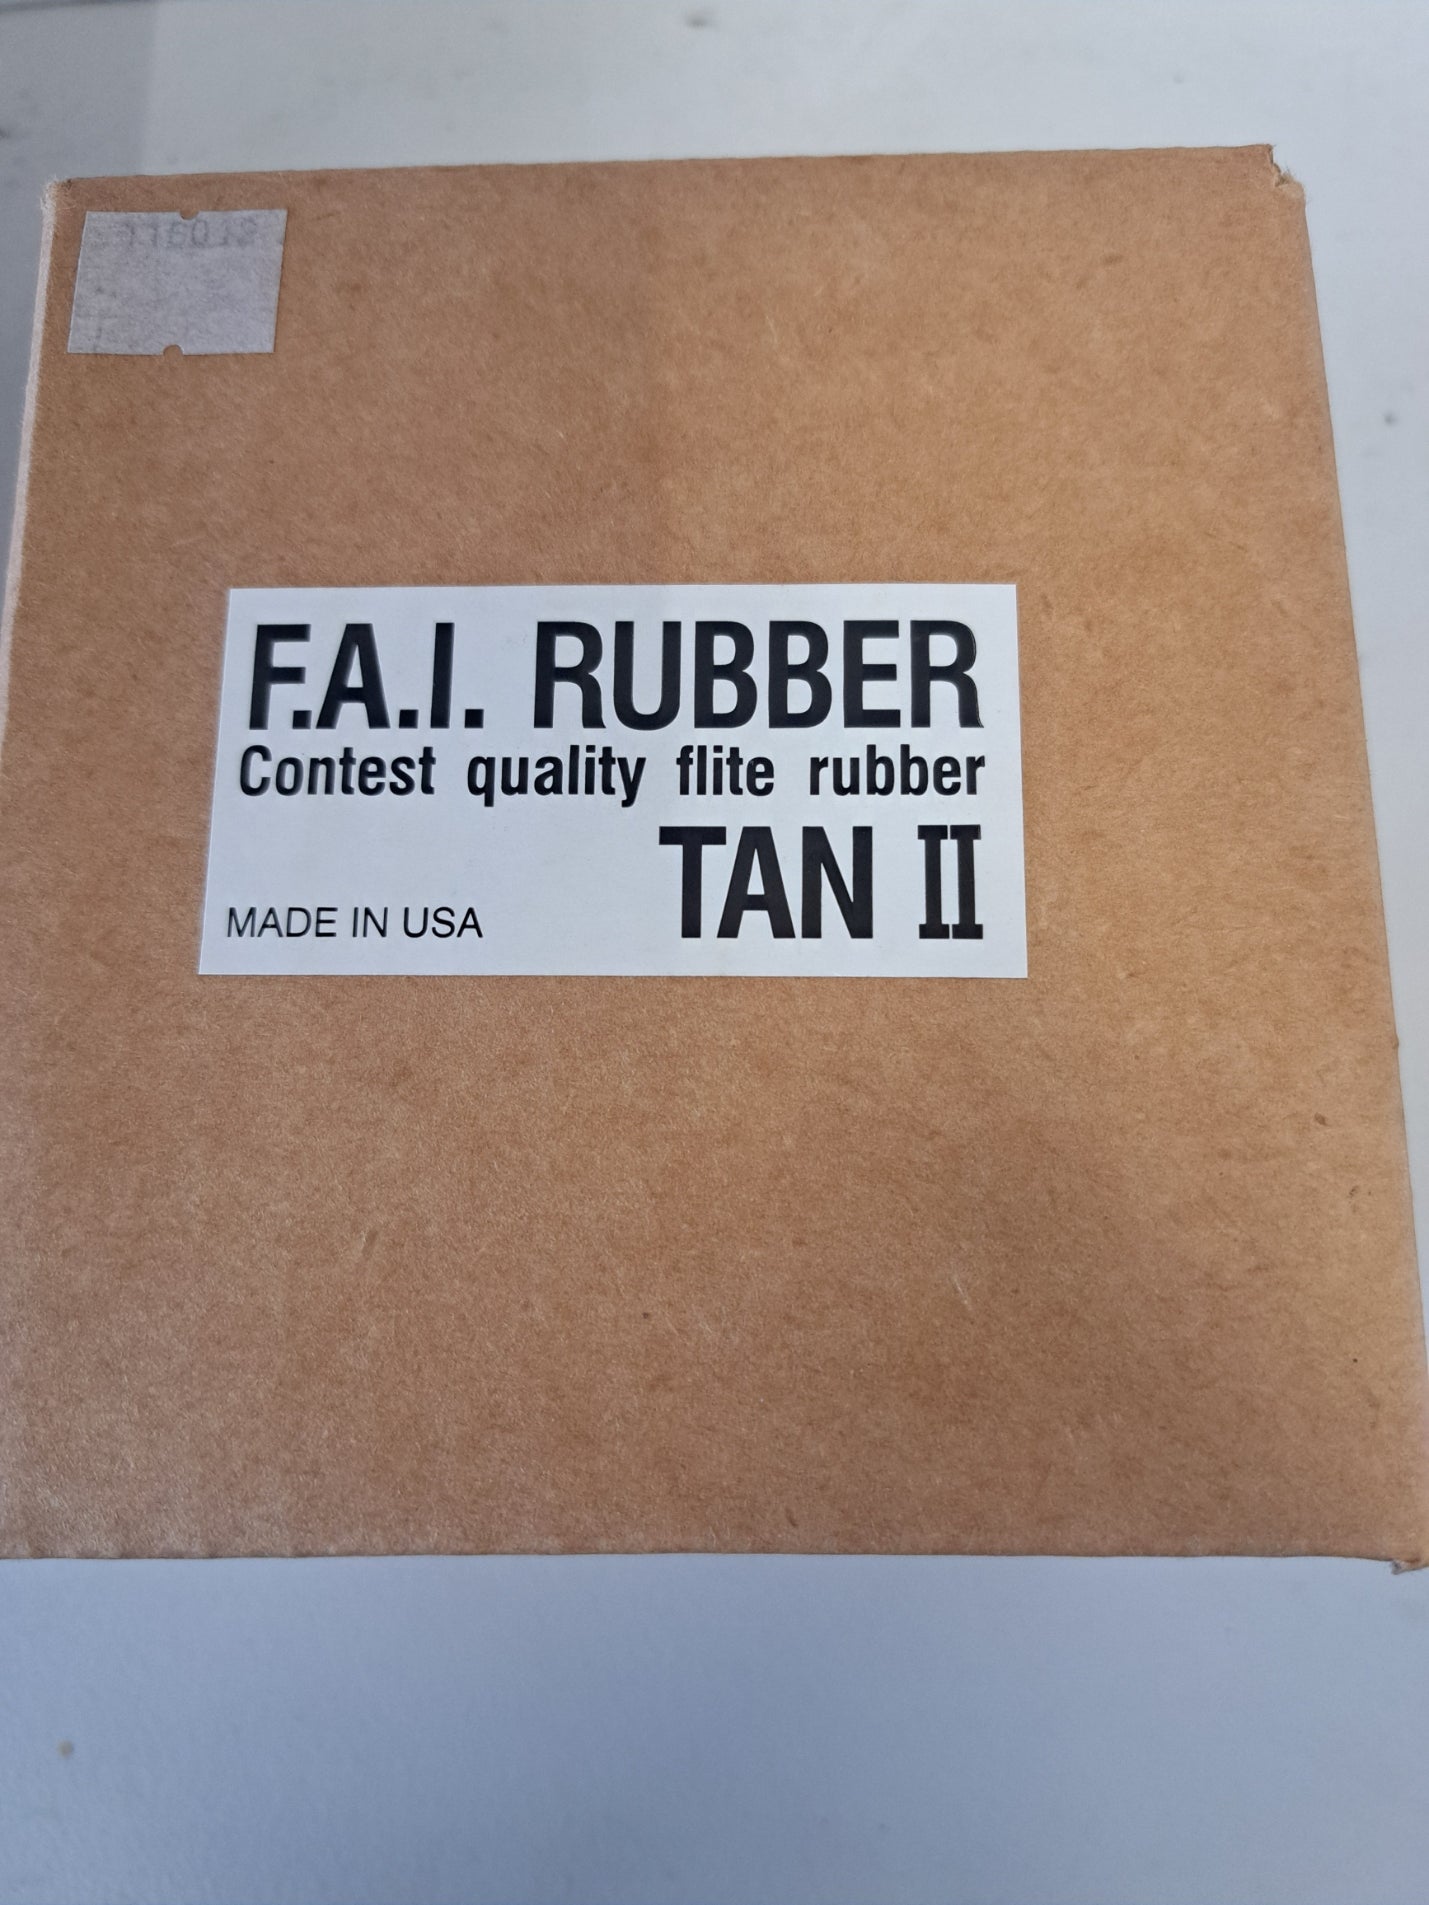 F.A.I. RUBBER
Contest quality flite rubber
TAN II
MADE IN USA